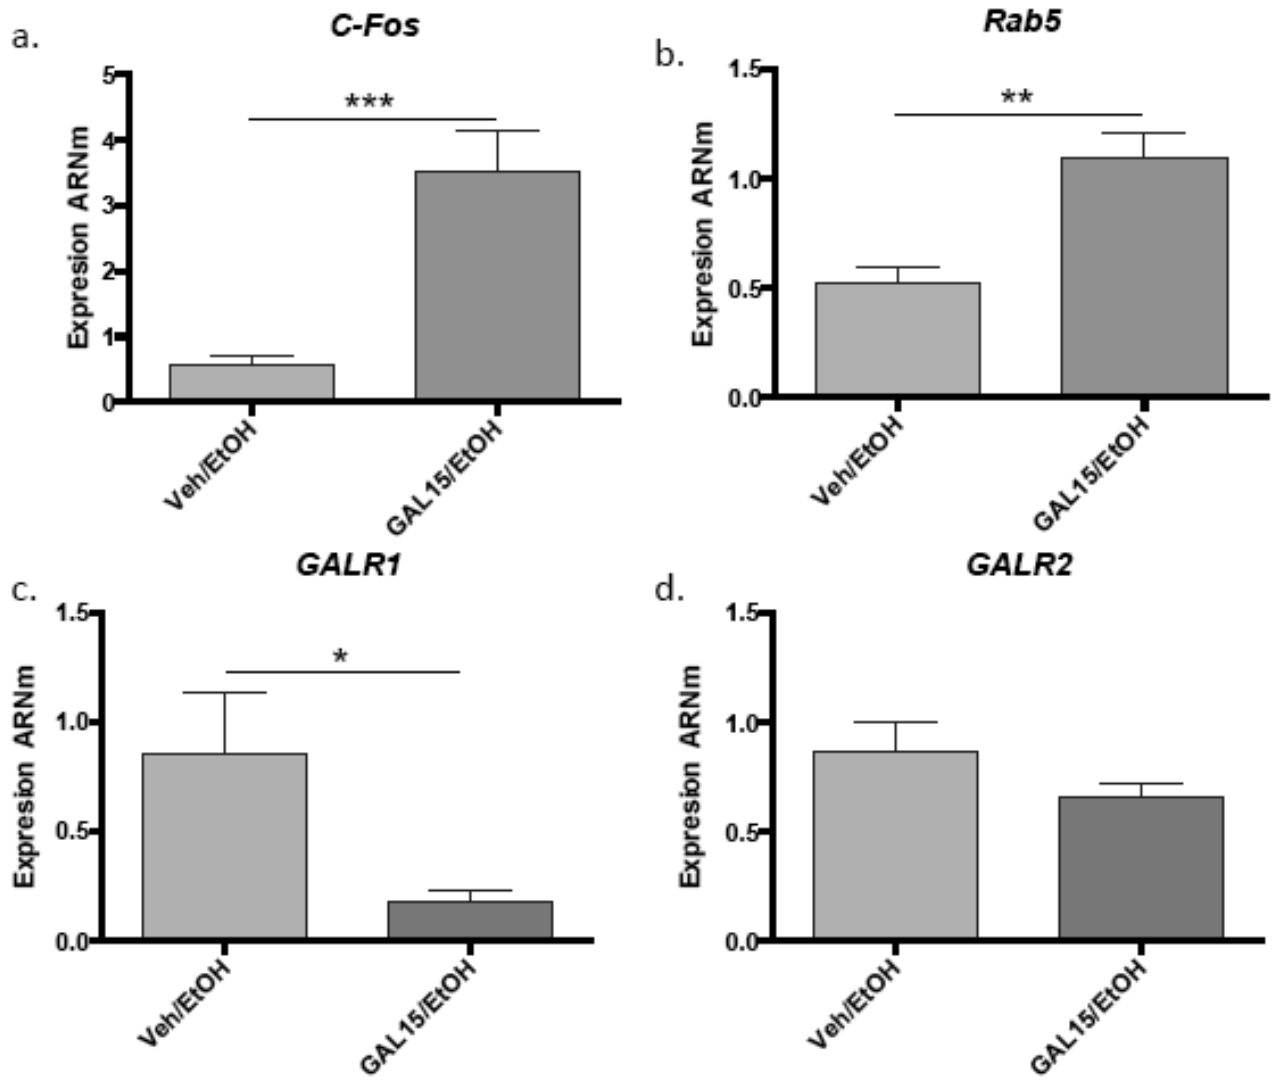 a.
C-Fos
Expresion ARNm
5
4
3
2
1
0
***
Veh/EtOH
GAL15/EtOH
b.
Rab5
Expresion ARNm
1.5
1.0
0.5
0.0
**
Veh/EtOH
GAL15/EtOH
c.
GALR1
Expresion ARNm
1.5
1.0
0.5
0.0
*
Veh/EtOH
GAL15/EtOH
d.
GALR2
Expresion ARNm
1.5
1.0
0.5
0.0
Veh/EtOH
GAL15/EtOH